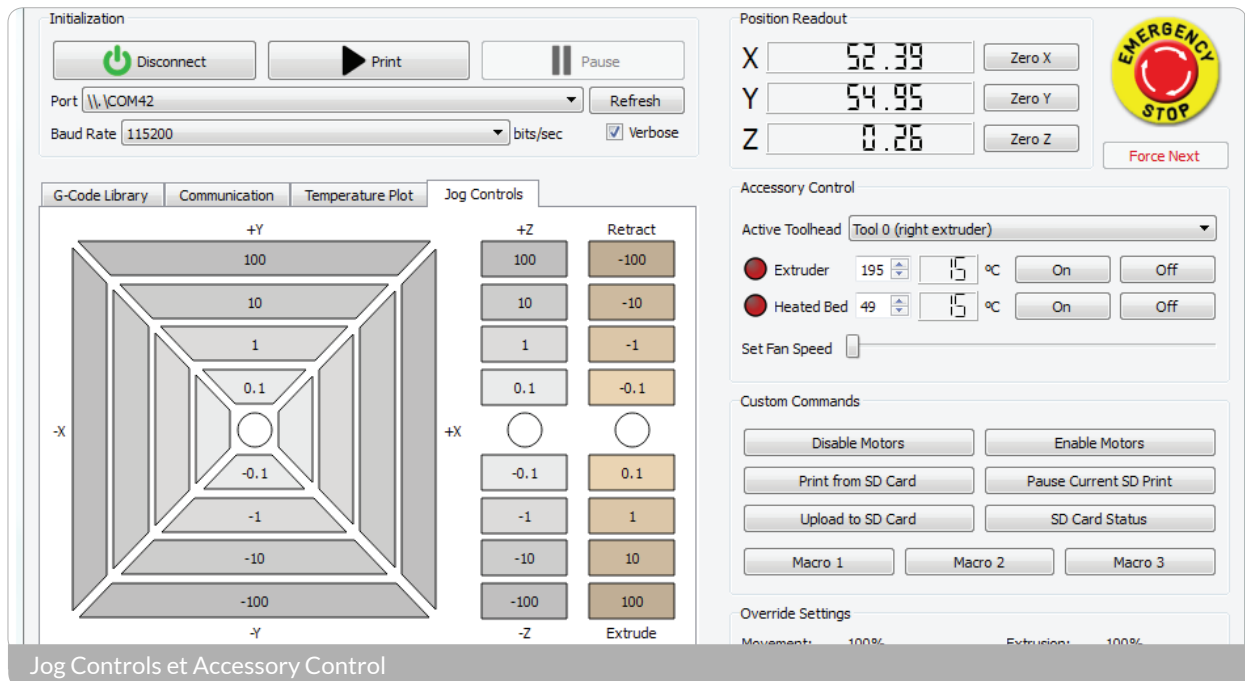 Initialization
Disconnect
Print
Pause
Port \\.\COM42
Refresh
Baud Rate 115200 bits/sec
Verbose
Position Readout
X 52.39 Zero X
Y 54.95 Zero Y
Z 0.26 Zero Z
EMERGENCY
STOP
Force Next
G-Code Library
Communication
Temperature Plot
Jog Controls
+Y
100
10
1
0.1
-X
+X
-0.1
-1
-10
-100
-Y
+Z
100
10
1
0.1
-0.1
-1
-10
-100
-Z
Retract
-100
-10
-1
-0.1
0.1
1
10
100
Extrude
Accessory Control
Active Toolhead Tool 0 (right extruder)
Extruder 195 15 ºC On Off
Heated Bed 49 15 ºC On Off
Set Fan Speed
Custom Commands
Disable Motors
Enable Motors
Print from SD Card
Pause Current SD Print
Upload to SD Card
SD Card Status
Macro 1
Macro 2
Macro 3
Override Settings
Movement: 100% Extrusion: 100%
Jog Controls et Accessory Control